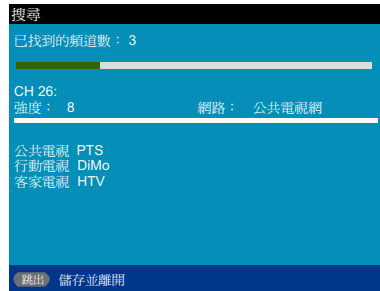 搜尋
已找到的頻道數： 3
CH 26:
強度： 8 網路： 公共電視網
公共電視 PTS
行動電視 DiMo
客家電視 HTV
跳出 儲存並離開